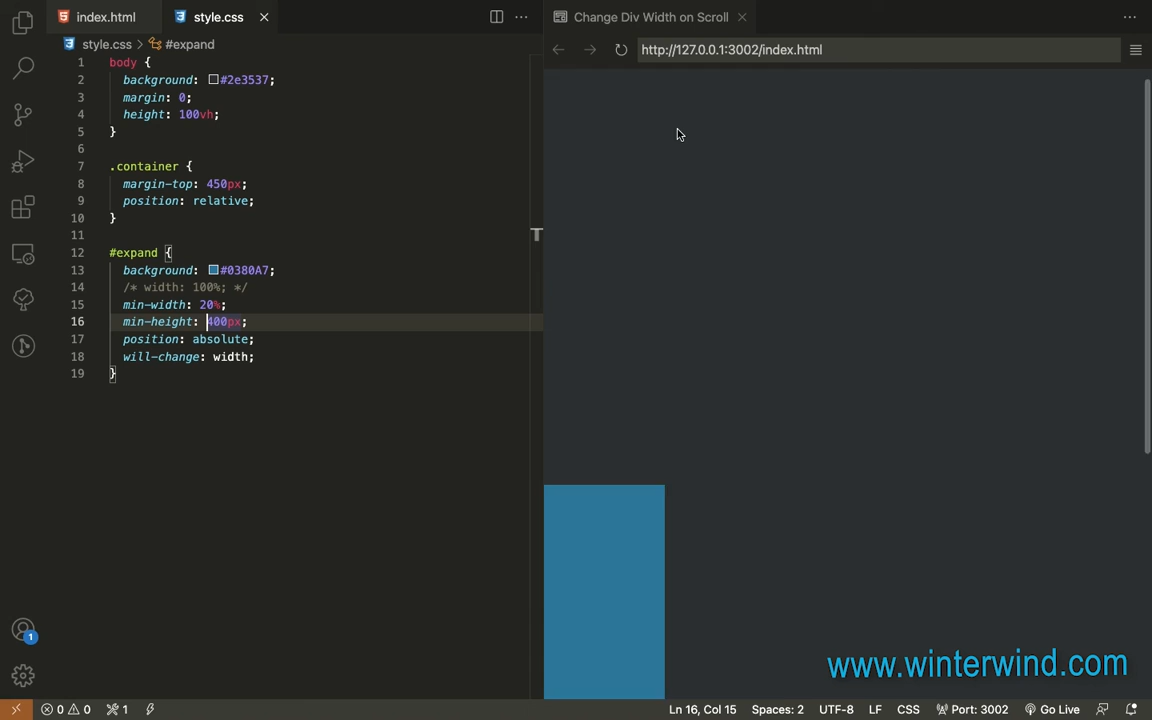 index.html
style.css
Change Div Width on Scroll
style.css > #expand
http://127.0.0.1:3002/index.html
1 body {
2 background: #2e3537;
3 margin: 0;
4 height: 100vh;
5 }
6
7 .container {
8 margin-top: 450px;
9 position: relative;
10 }
11
12 #expand {
13 background: #0380A7;
14 /* width: 100%; */
15 min-width: 20%;
16 min-height: 400px;
17 position: absolute;
18 will-change: width;
19 }
T
1
www.winterwind.com
0 0 1
Ln 16, Col 15 Spaces: 2 UTF-8 LF CSS Port: 3002 Go Live